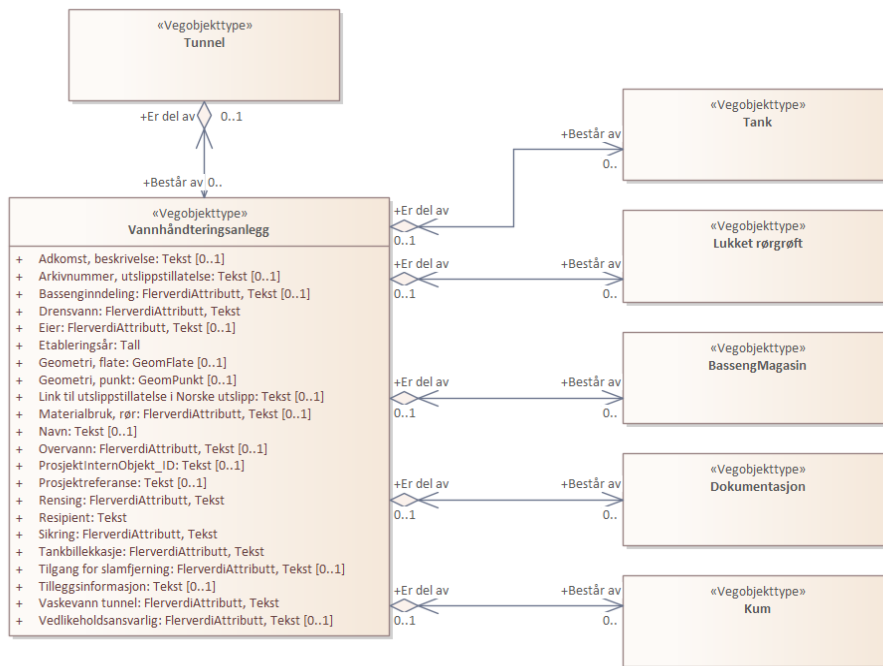 «Vegobjekttype»
Tunnel
+Er del av
0..1
+Består av
0..
«Vegobjekttype»
Vannhåndteringsanlegg
+ Adkomst, beskrivelse: Tekst [0..1]
+ Arkivnummer, utslippstillatelse: Tekst [0..1]
+ Bassenginndeling: FlerverdiAttributt, Tekst [0..1]
+ Drensvann: FlerverdiAttributt, Tekst
+ Eier: FlerverdiAttributt, Tekst [0..1]
+ Etableringsår: Tall
+ Geometri, flate: GeomFlate [0..1]
+ Geometri, punkt: GeomPunkt [0..1]
+ Link til utslippstillatelse i Norske utslipp: Tekst [0..1]
+ Materialbruk, rør: FlerverdiAttributt, Tekst [0..1]
+ Navn: Tekst [0..1]
+ Overvann: FlerverdiAttributt, Tekst [0..1]
+ ProsjektInternObjekt_ID: Tekst [0..1]
+ Prosjektreferanse: Tekst [0..1]
+ Rensing: FlerverdiAttributt, Tekst
+ Resipient: Tekst
+ Sikring: FlerverdiAttributt, Tekst
+ Tankbillekkasje: FlerverdiAttributt, Tekst
+ Tilgang for slamfjerning: FlerverdiAttributt, Tekst [0..1]
+ Tilleggsinformasjon: Tekst [0..1]
+ Vaskevann tunnel: FlerverdiAttributt, Tekst
+ Vedlikeholdsansvarlig: FlerverdiAttributt, Tekst [0..1]
+Er del av
0..1
+Består av
0..
«Vegobjekttype»
Tank
+Er del av
0..1
+Består av
0..
«Vegobjekttype»
Lukket rørgrøft
+Er del av
0..1
+Består av
0..
«Vegobjekttype»
BassengMagasin
+Er del av
0..1
+Består av
0..
«Vegobjekttype»
Dokumentasjon
+Er del av
0..1
+Består av
0..
«Vegobjekttype»
Kum